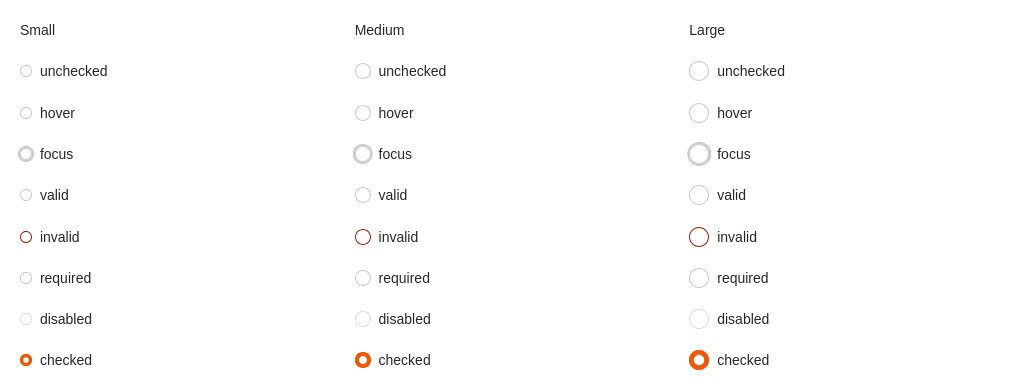 Small
unchecked
hover
focus
valid
invalid
required
disabled
checked
Medium
unchecked
hover
focus
valid
invalid
required
disabled
checked
Large
unchecked
hover
focus
valid
invalid
required
disabled
checked